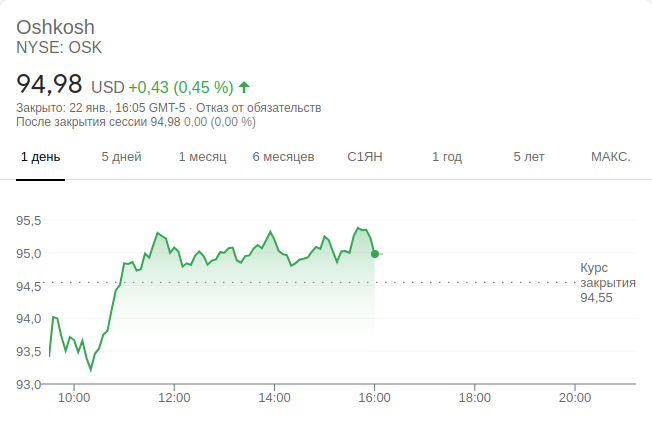 Oshkosh
NYSE: OSK
94,98 USD +0,43 (0,45 %)
Закрыто: 22 янв., 16:05 GMT-5 · Отказ от обязательств
После закрытия сессии 94,98 0,00 (0,00 %)
1 день 5 дней 1 месяц 6 месяцев С1ЯН 1 год 5 лет МАКС.
95,5
95,0
Курс
закрытия
94,55
94,5
94,0
93,5
93,0
10:00 12:00 14:00 16:00 18:00 20:00